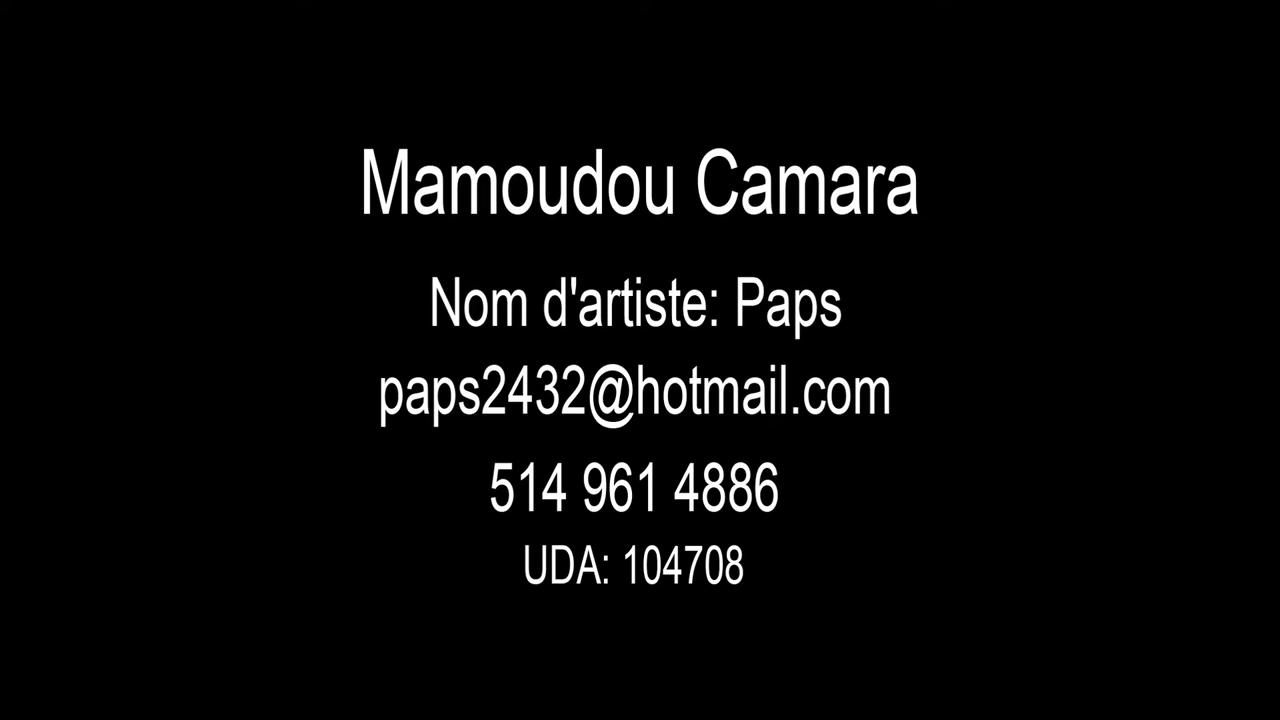 Mamoudou Camara
Nom d'artiste: Paps
paps2432@hotmail.com
514 961 4886
UDA: 104708